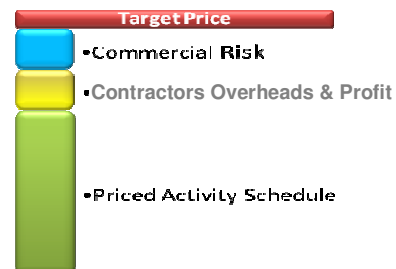 Target Price
•Commercial Risk
•Contractors Overheads & Profit
•Priced Activity Schedule